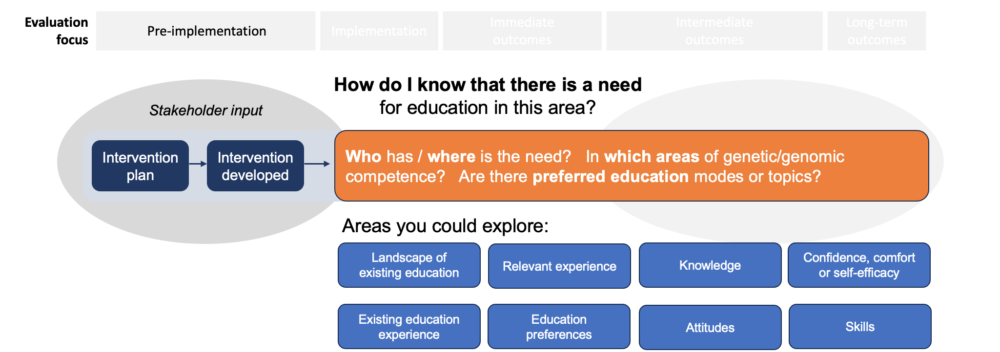 Evaluation
focus
Pre-implementation
Implementation
Immediate
outcomes
Intermediate
outcomes
Long-term
outcomes
How do I know that there is a need
for education in this area?
Stakeholder input
Intervention
plan
Intervention
developed
Who has / where is the need? In which areas of genetic/genomic
competence? Are there preferred education modes or topics?
Areas you could explore:
Landscape of
existing education
Relevant experience
Knowledge
Confidence, comfort
or self-efficacy
Existing education
experience
Education
preferences
Attitudes
Skills